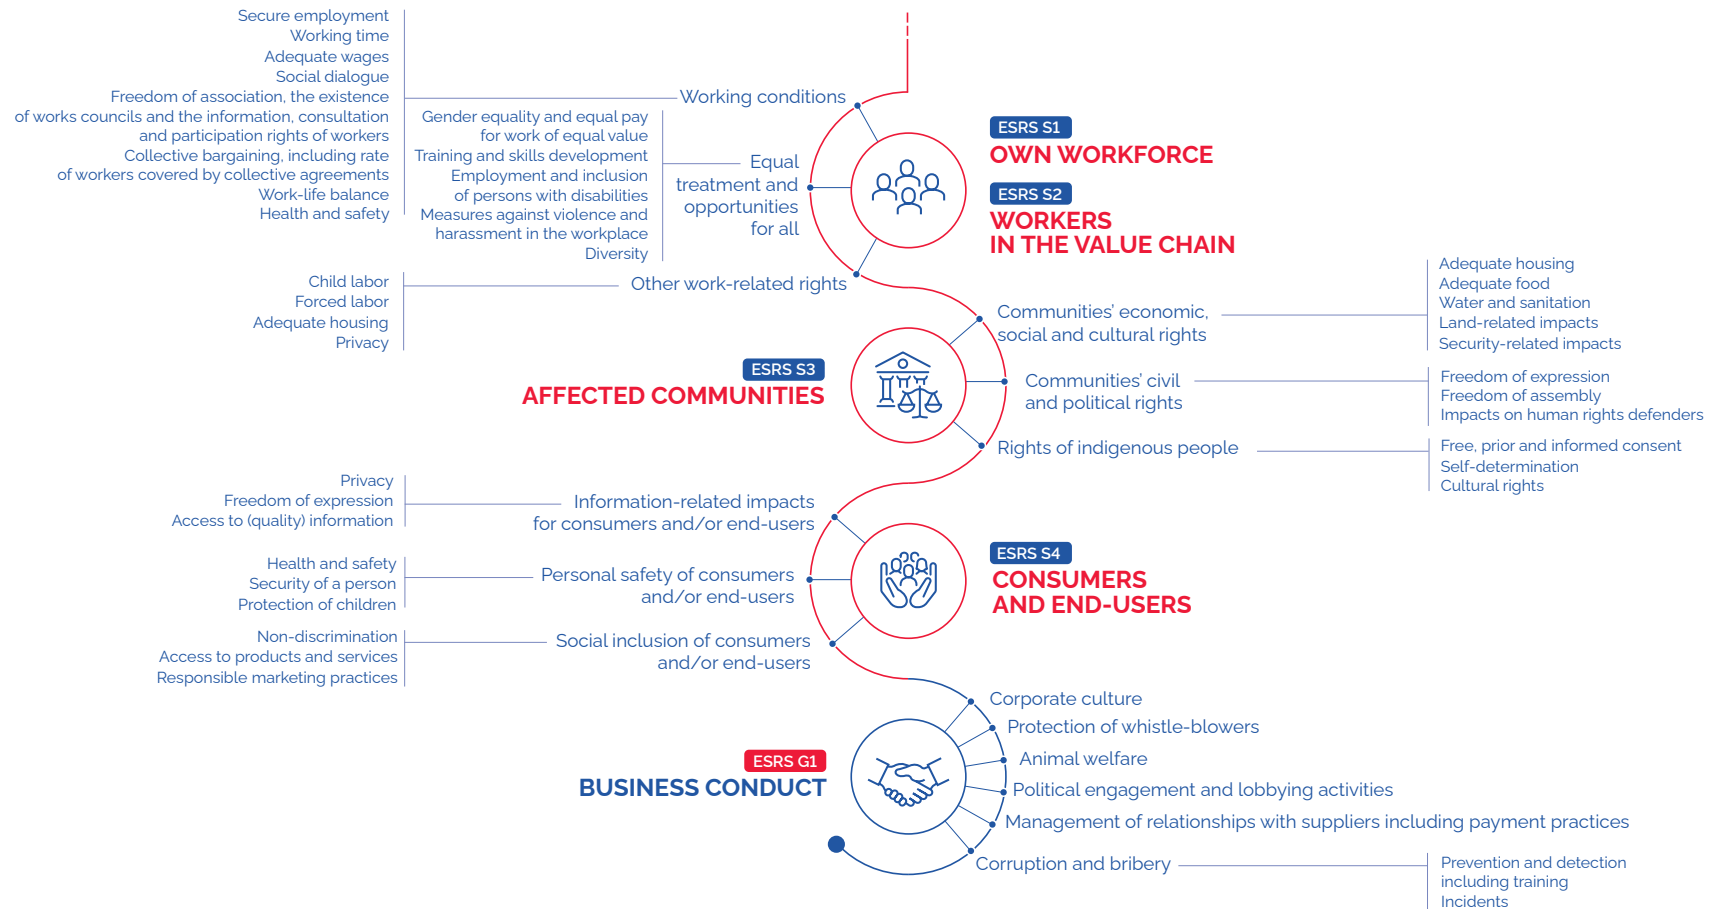 Secure employment
Working time
Adequate wages
Social dialogue
Freedom of association, the existence
of works councils and the information, consultation
and participation rights of workers
Collective bargaining, including rate
of workers covered by collective agreements
Work-life balance
Health and safety
Working conditions
Gender equality and equal pay
for work of equal value
Training and skills development
Employment and inclusion
of persons with disabilities
Measures against violence and
harassment in the workplace
Diversity
Equal
treatment and
opportunities
for all
Child labor
Forced labor
Adequate housing
Privacy
Other work-related rights
ESRS S1
OWN WORKFORCE
ESRS S2
WORKERS
IN THE VALUE CHAIN
ESRS S3
AFFECTED COMMUNITIES
Communities' economic,
social and cultural rights
Adequate housing
Adequate food
Water and sanitation
Land-related impacts
Security-related impacts
Communities' civil
and political rights
Freedom of expression
Freedom of assembly
Impacts on human rights defenders
Rights of indigenous people
Free, prior and informed consent
Self-determination
Cultural rights
Privacy
Freedom of expression
Access to (quality) information
Information-related impacts
for consumers and/or end-users
Health and safety
Security of a person
Protection of children
Personal safety of consumers
and/or end-users
Non-discrimination
Access to products and services
Responsible marketing practices
Social inclusion of consumers
and/or end-users
ESRS S4
CONSUMERS
AND END-USERS
ESRS G1
BUSINESS CONDUCT
Corporate culture
Protection of whistle-blowers
Animal welfare
Political engagement and lobbying activities
Management of relationships with suppliers including payment practices
Corruption and bribery
Prevention and detection
including training
Incidents